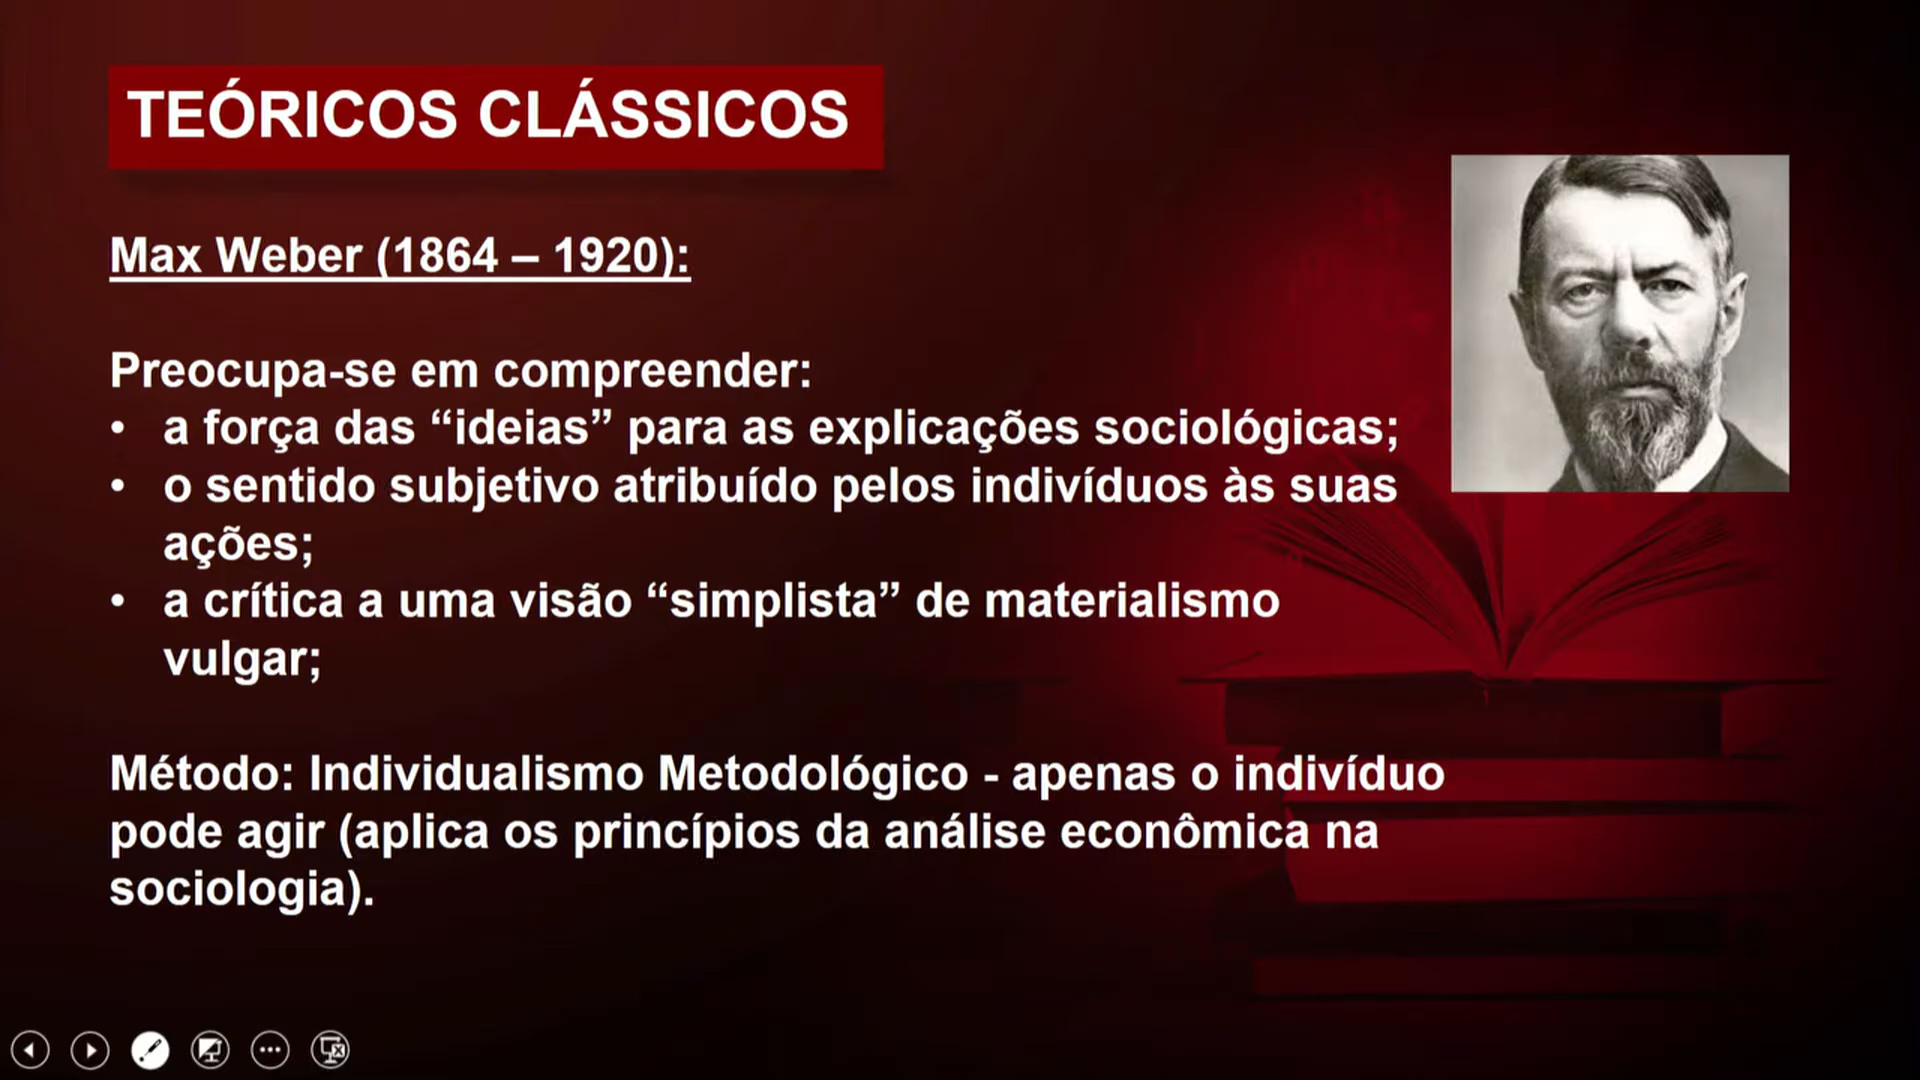 TEÓRICOS CLÁSSICOS
Max Weber (1864 – 1920):
Preocupa-se em compreender:
• a força das “ideias” para as explicações sociológicas;
• o sentido subjetivo atribuído pelos indivíduos às suas
ações;
• a crítica a uma visão “simplista” de materialismo
vulgar;
Método: Individualismo Metodológico - apenas o indivíduo
pode agir (aplica os princípios da análise econômica na
sociologia).